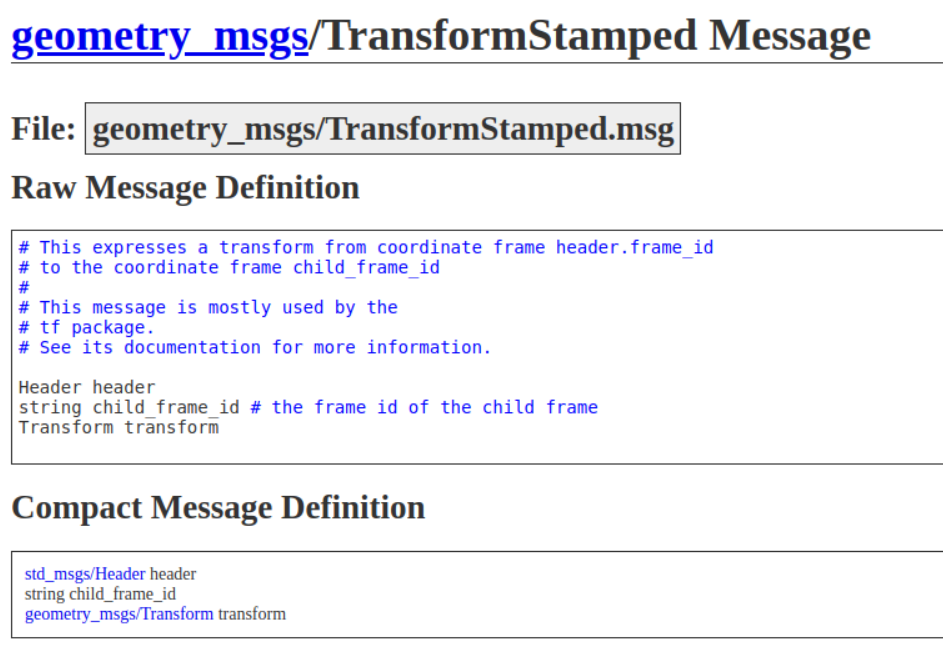 geometry_msgs/TransformStamped Message
File: geometry_msgs/TransformStamped.msg
Raw Message Definition
# This expresses a transform from coordinate frame header.frame_id
# to the coordinate frame child_frame_id
#
# This message is mostly used by the
# tf package.
# See its documentation for more information.
Header header
string child_frame_id # the frame id of the child frame
Transform transform
Compact Message Definition
std_msgs/Header header
string child_frame_id
geometry_msgs/Transform transform